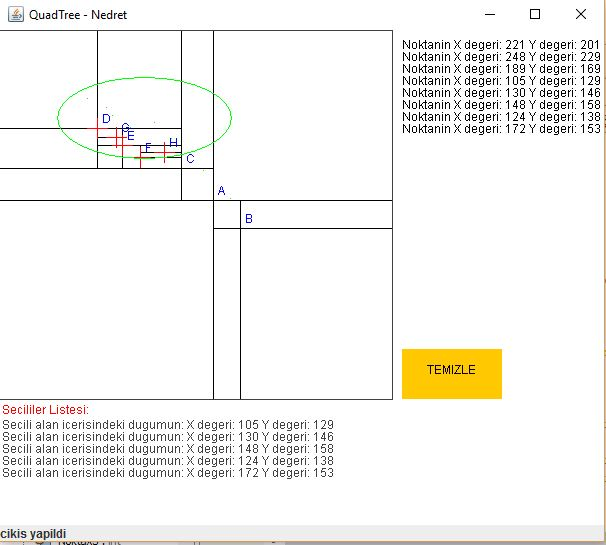 QuadTree - Nedret
Noktanin X degeri: 221 Y degeri: 201
Noktanin X degeri: 248 Y degeri: 229
Noktanin X degeri: 189 Y degeri: 169
Noktanin X degeri: 105 Y degeri: 129
Noktanin X degeri: 130 Y degeri: 146
Noktanin X degeri: 148 Y degeri: 158
Noktanin X degeri: 124 Y degeri: 138
Noktanin X degeri: 172 Y degeri: 153
D
G
E
F
H
C
A
B
TEMIZLE
Secililer Listesi:
Secili alan icerisindeki dugumun: X degeri: 105 Y degeri: 129
Secili alan icerisindeki dugumun: X degeri: 130 Y degeri: 146
Secili alan icerisindeki dugumun: X degeri: 148 Y degeri: 158
Secili alan icerisindeki dugumun: X degeri: 124 Y degeri: 138
Secili alan icerisindeki dugumun: X degeri: 172 Y degeri: 153
cikis yapildi